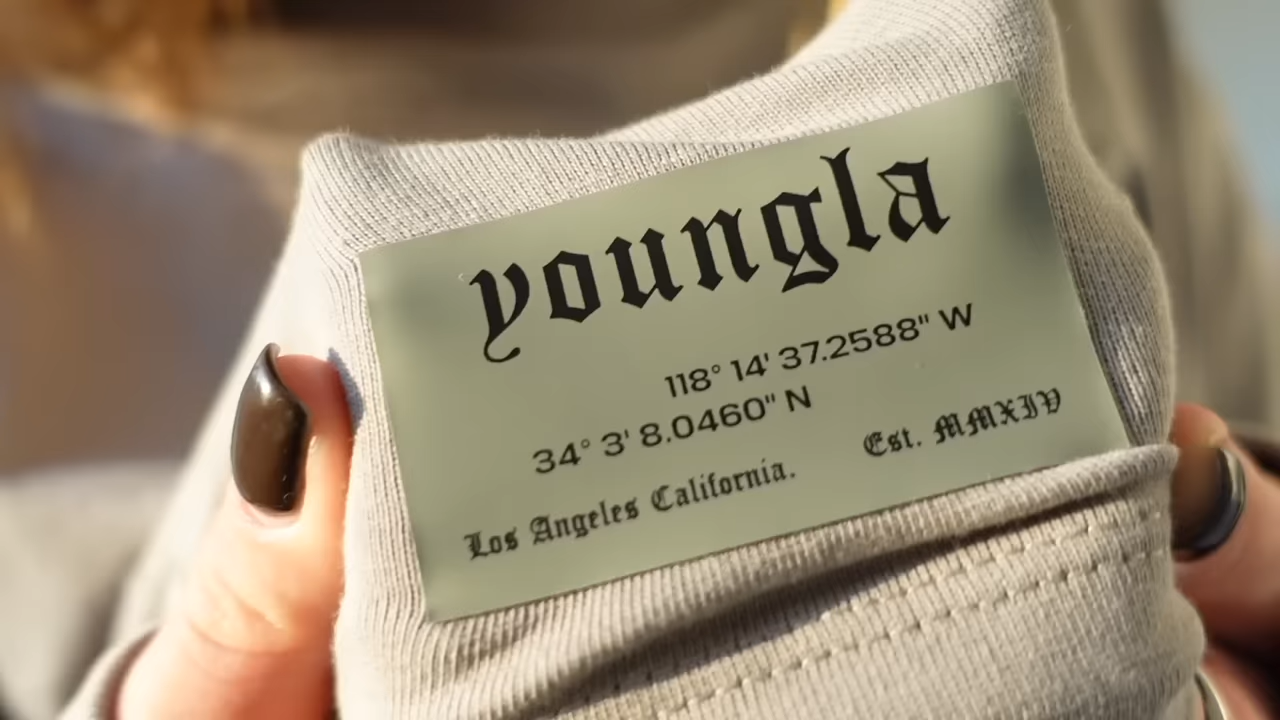 youngla
118° 14' 37.2588" W
34° 3' 8.0460" N
Los Angeles California.
Est. MMXIV